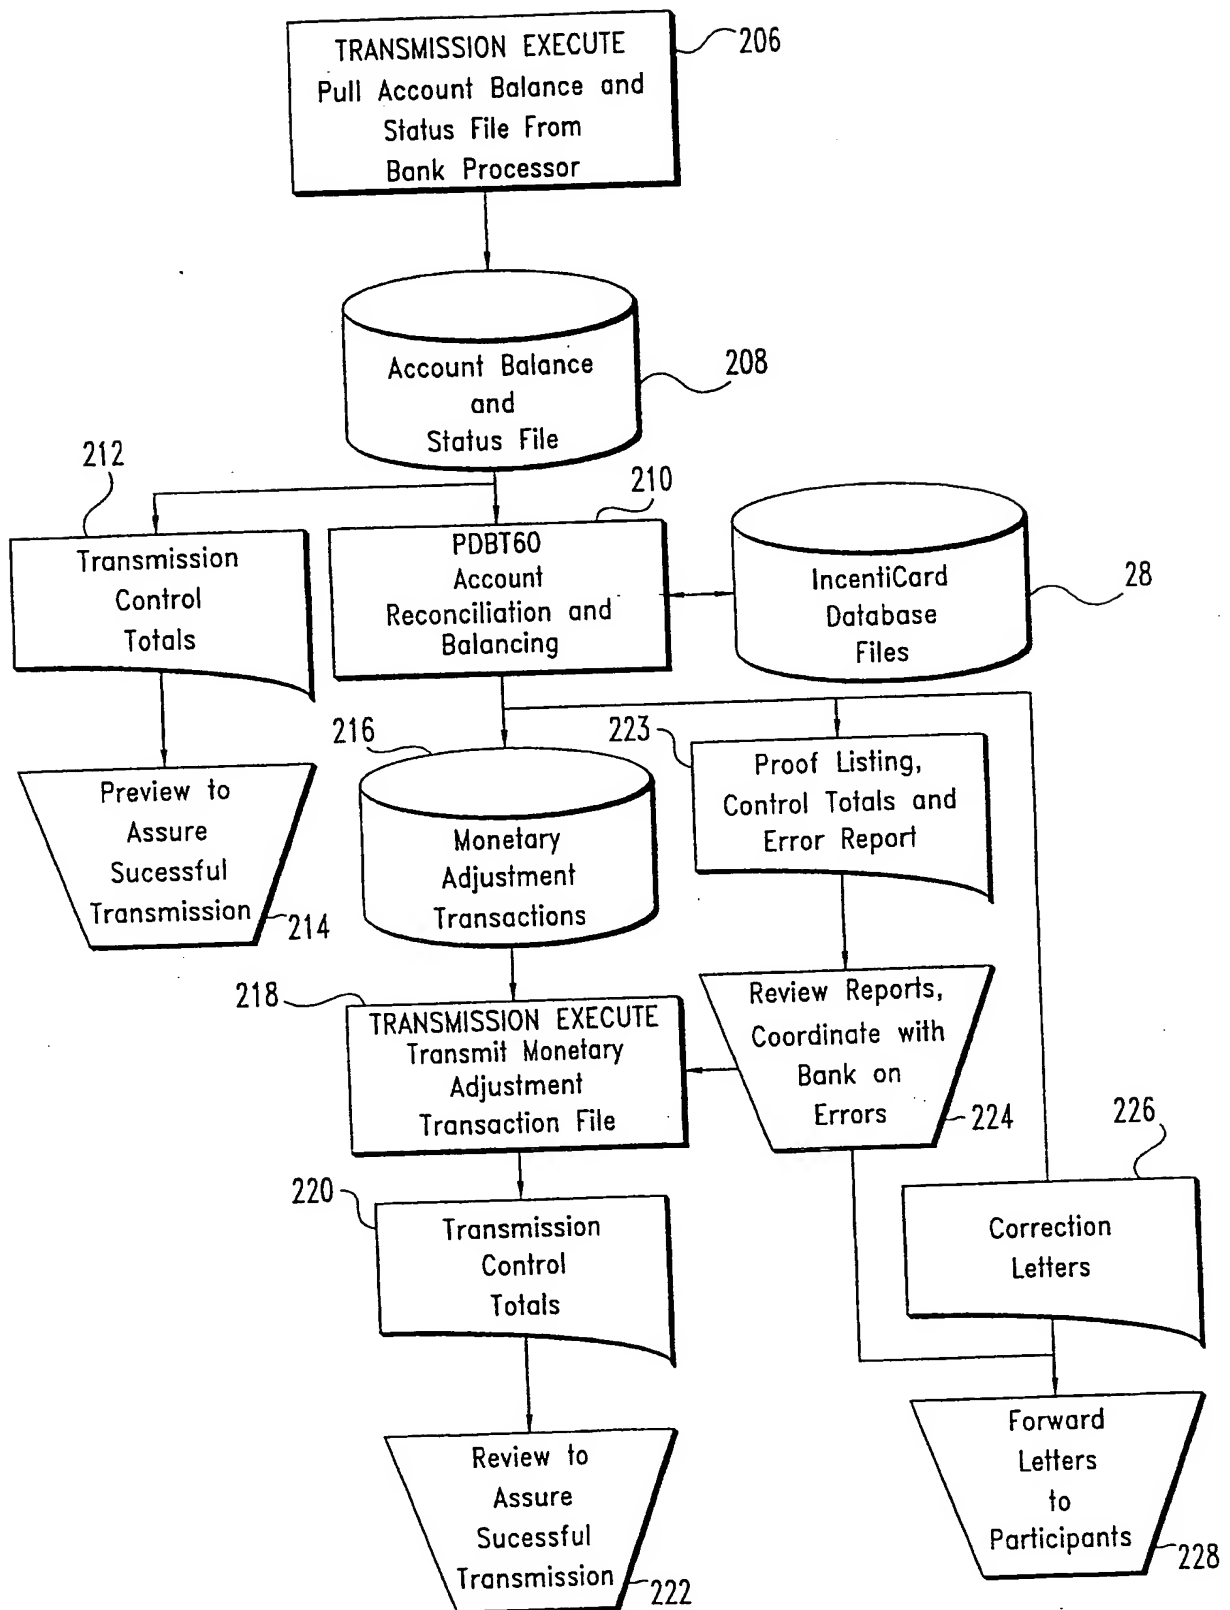 TRANSMISSION EXECUTE
Pull Account Balance and
Status File From
Bank Processor
206
Account Balance
and
Status File
208
212
Transmission
Control
Totals
210
PDBT60
Account
Reconciliation and
Balancing
IncentiCard
Database
Files
28
Preview to
Assure
Sucessful
Transmission
214
216
Monetary
Adjustment
Transactions
223
Proof Listing,
Control Totals and
Error Report
218
TRANSMISSION EXECUTE
Transmit Monetary
Adjustment
Transaction File
Review Reports,
Coordinate with
Bank on
Errors
224
226
Correction
Letters
220
Transmission
Control
Totals
Review to
Assure
Sucessful
Transmission
222
Forward
Letters
to
Participants
228